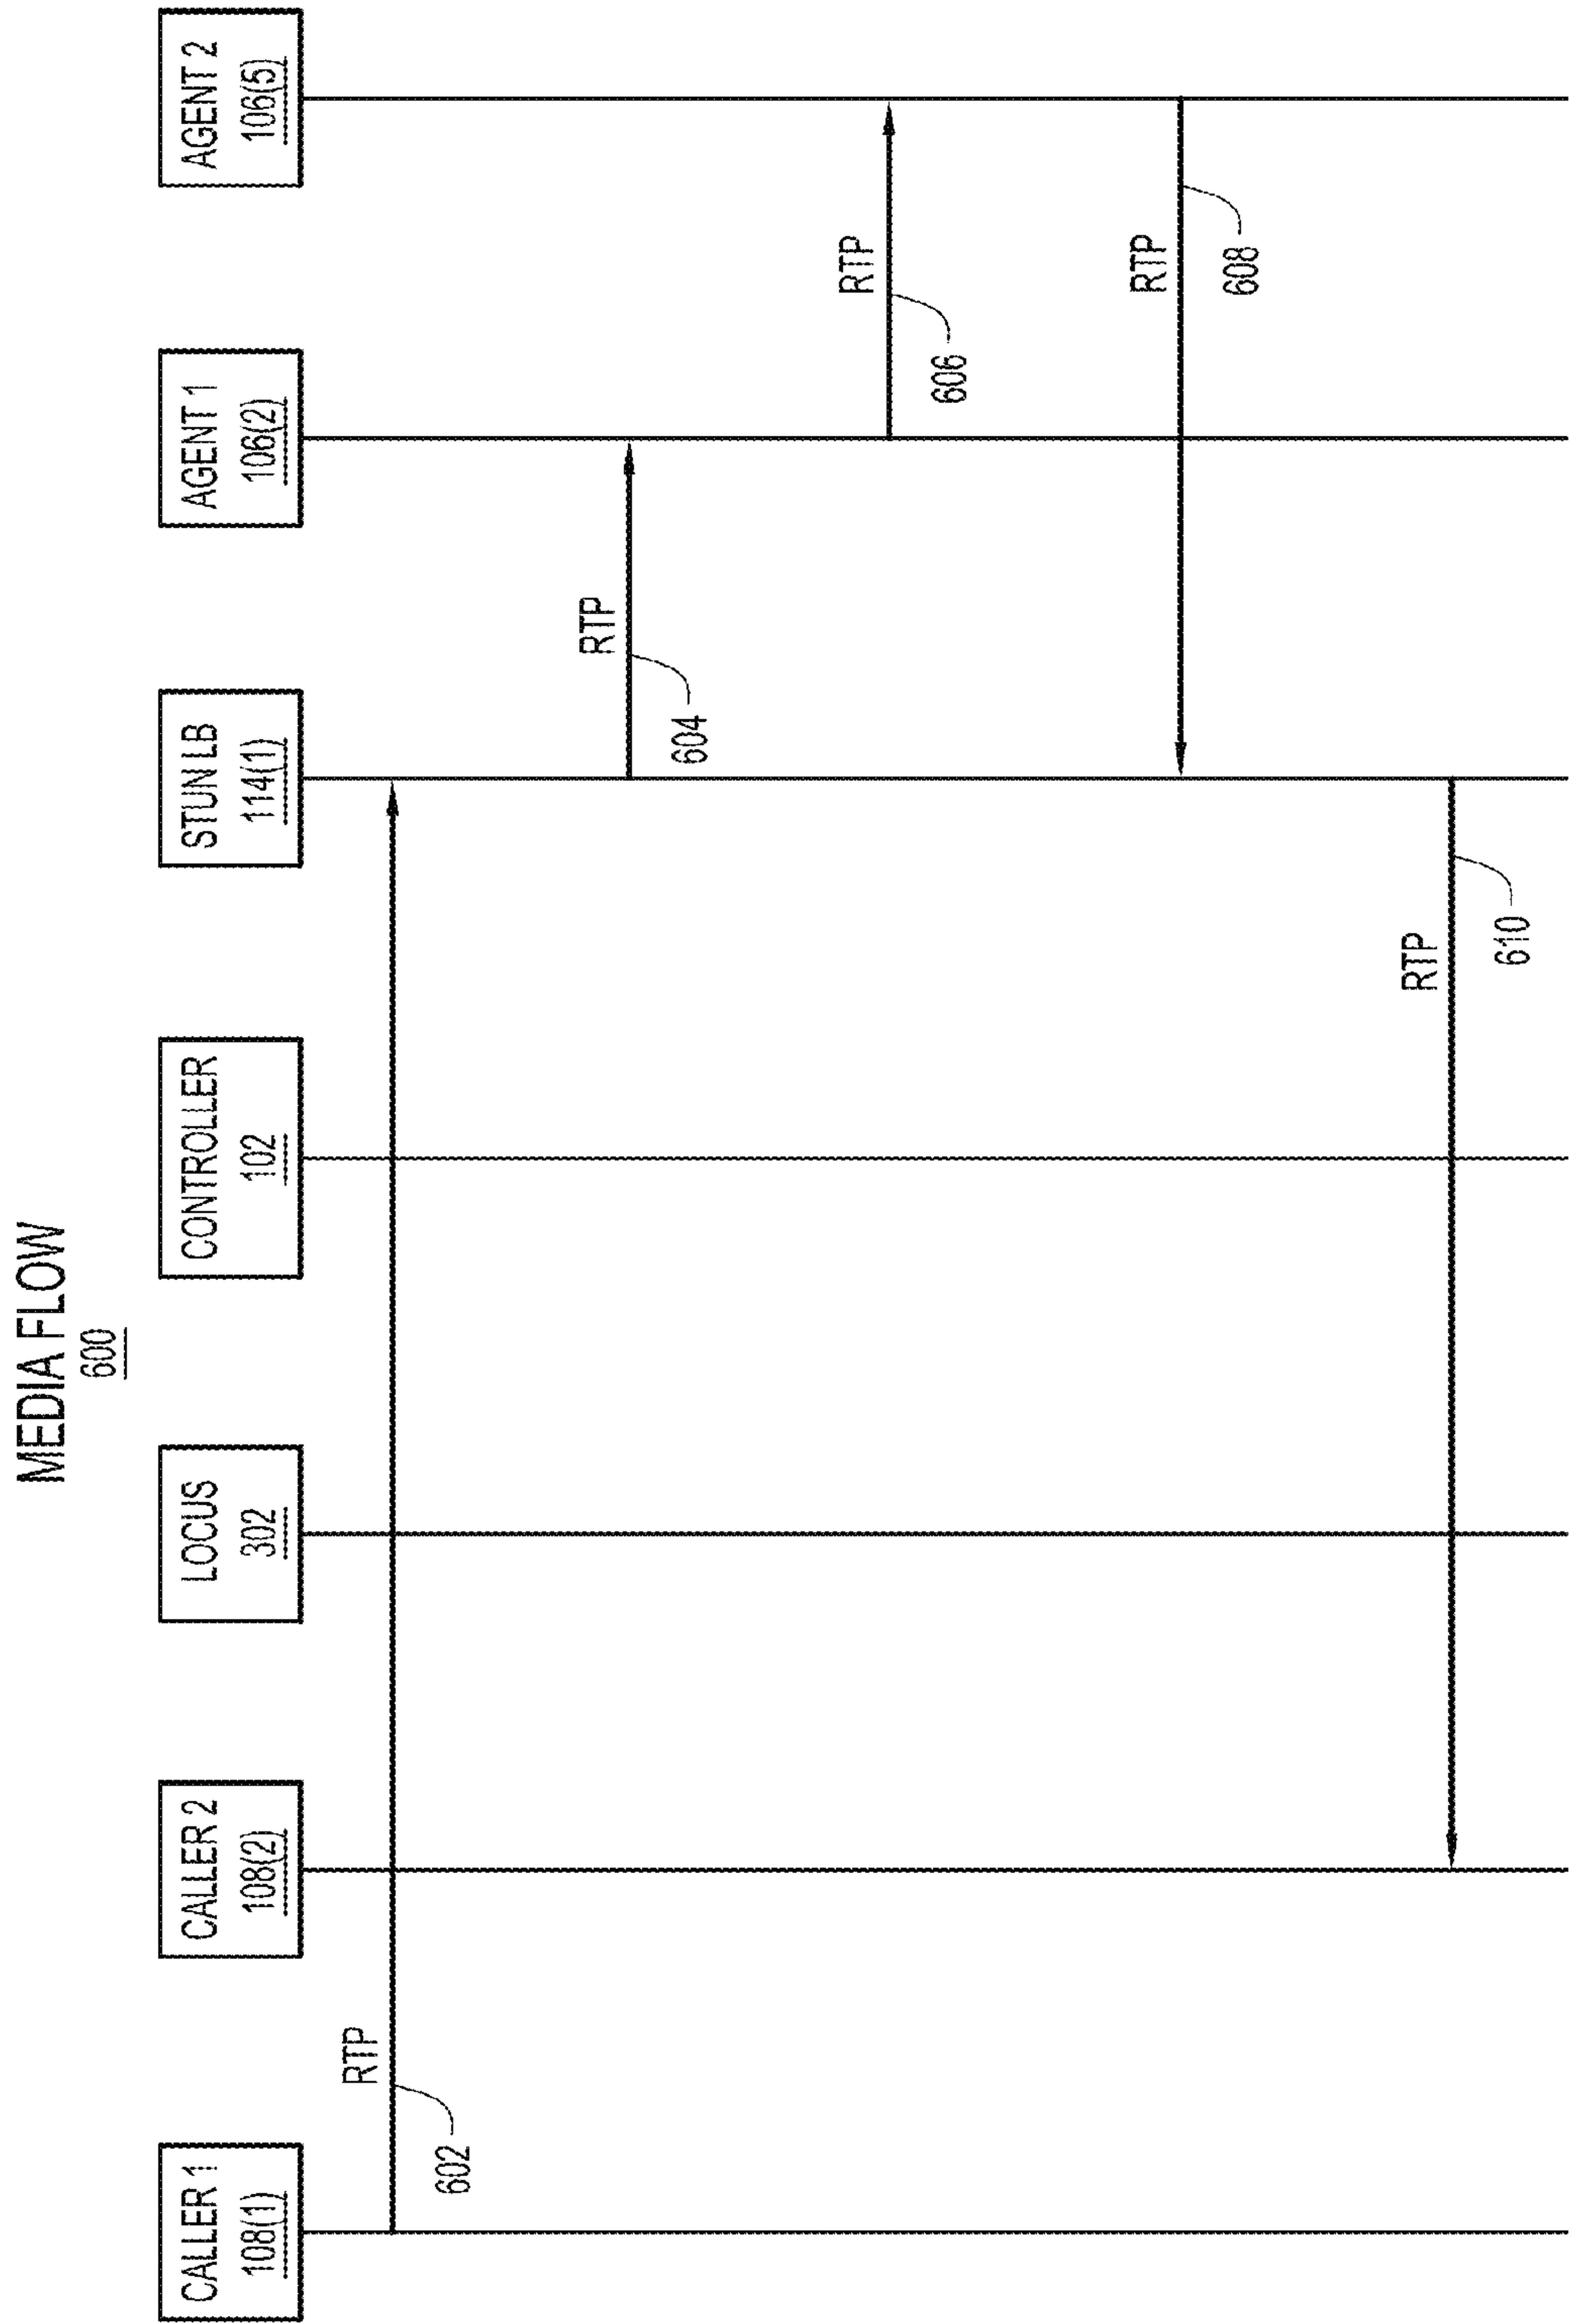 MEDIA FLOW
600
CALLER 1
108(1)
CALLER 2
108(2)
LOCUS
302
CONTROLLER
102
STUN LB
114(1)
AGENT 1
106(2)
AGENT 2
106(5)
RTP
602
RTP
604
RTP
606
RTP
608
RTP
610